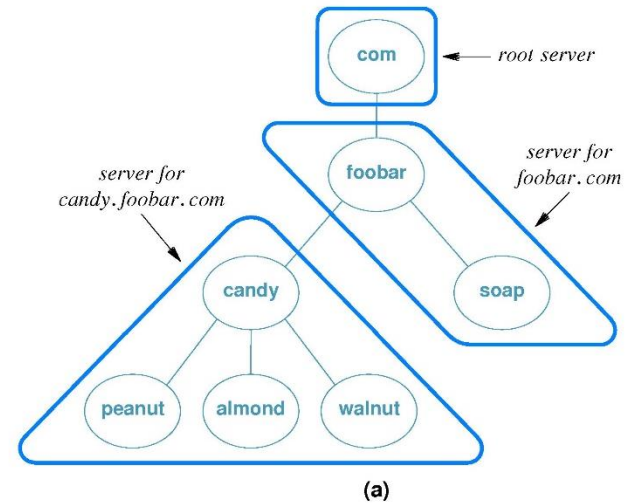 com
root server
foobar
server for
foobar.com
server for
candy.foobar.com
candy
soap
peanut
almond
walnut
(a)